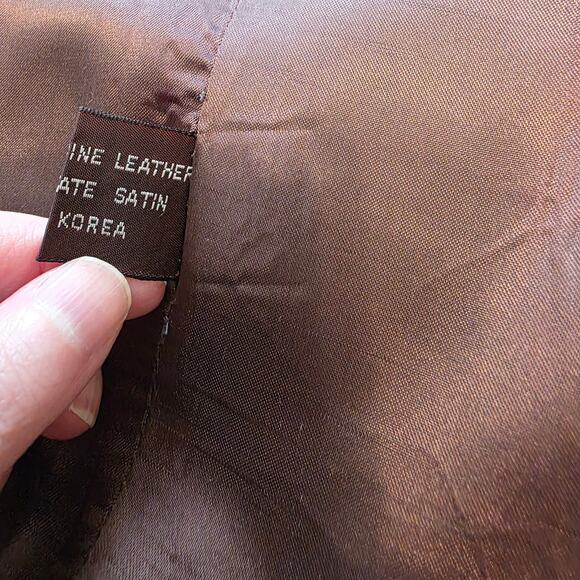 INE LEATHER
ATE SATIN
KOREA